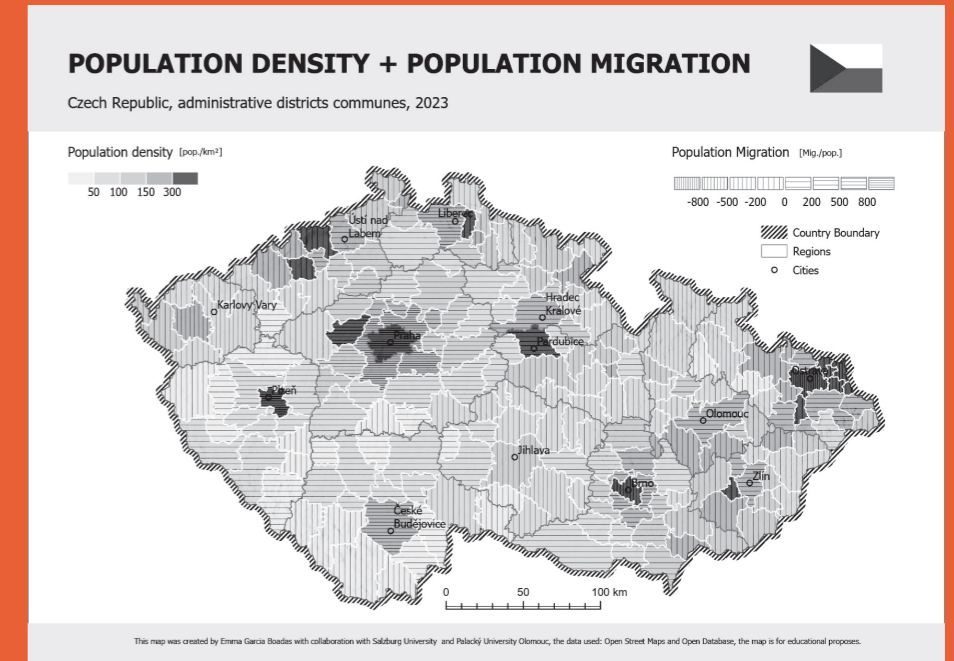 POPULATION DENSITY + POPULATION MIGRATION
Czech Republic, administrative districts communes, 2023
Population density [pop./km²]
50 100 150 300
Population Migration [Mig./pop.]
-800 -500 -200 0 200 500 800
Country Boundary
Regions
Cities
Liberec
Ústí nad
Labem
Karlovy Vary
Hradec
Králové
Praha
Pardubice
Ostrava
Plzeň
Olomouc
Jihlava
Zlín
Brno
České
Budějovice
0 50 100 km
This map was created by Emma Garcia Boadas with collaboration with Salzburg University and Palacký University Olomouc, the data used: Open Street Maps and Open Database, the map is for educational proposes.